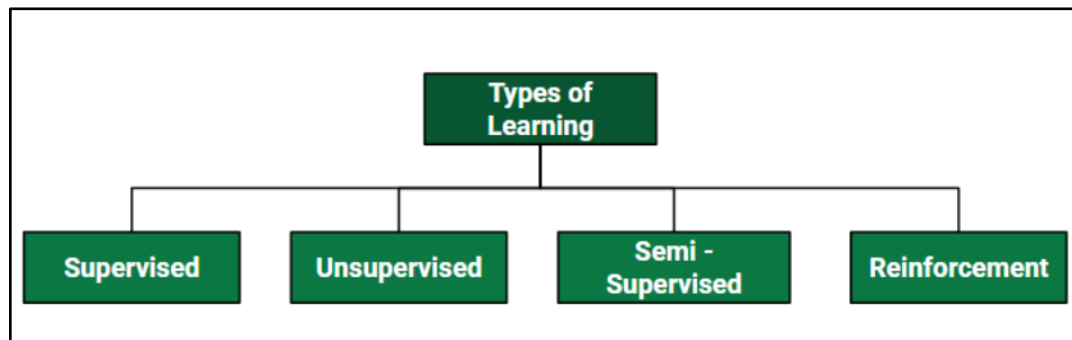 Types of
Learning
Supervised
Unsupervised
Semi -
Supervised
Reinforcement